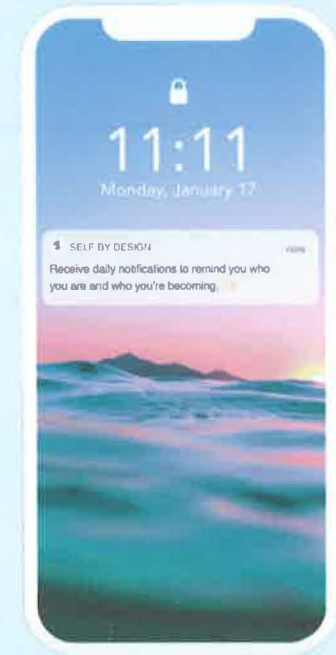 11:11
Monday, January 17
SELF BY DESIGN
now
Receive daily notifications to remind you who
you are and who you're becoming.